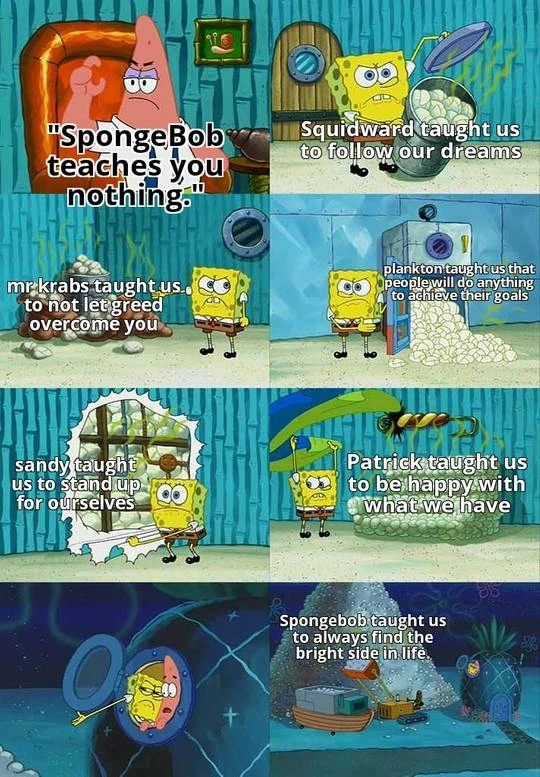 "SpongeBob
teaches you
nothing."
Squidward taught us
to follow our dreams
mr krabs taught us
to not let greed
overcome you
plankton taught us that
people will do anything
to achieve their goals
sandy taught
us to stand up
for ourselves
Patrick taught us
to be happy with
what we have
Spongebob taught us
to always find the
bright side in life.